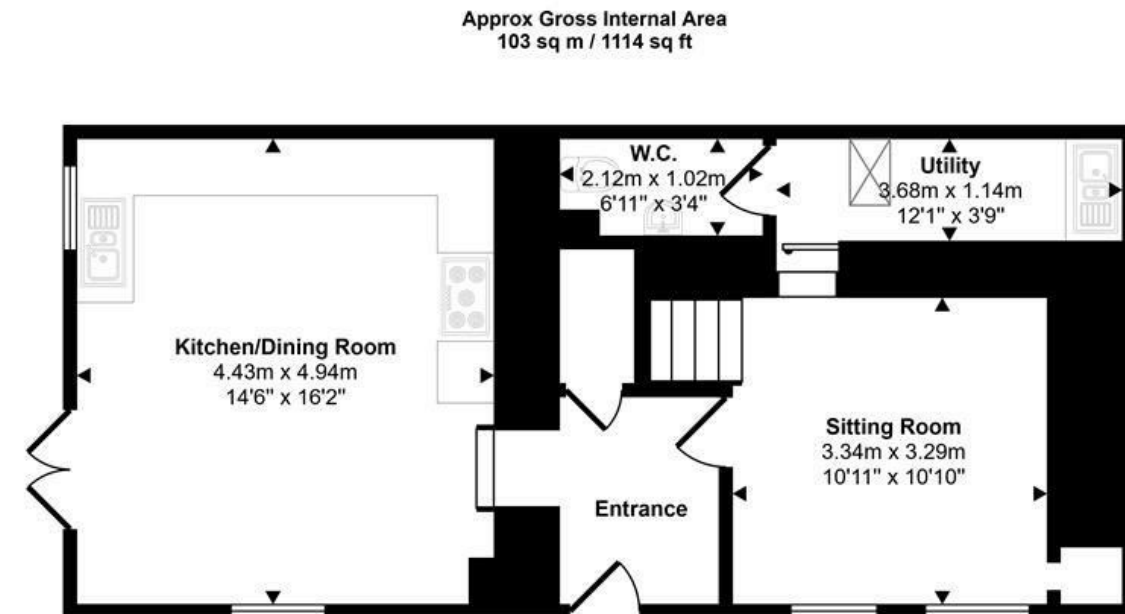 Approx Gross Internal Area
103 sq m / 1114 sq ft
W.C.
2.12m x 1.02m
6'11" x 3'4"
Utility
3.68m x 1.14m
12'1" x 3'9"
Kitchen/Dining Room
4.43m x 4.94m
14'6" x 16'2"
Sitting Room
3.34m x 3.29m
10'11" x 10'10"
Entrance